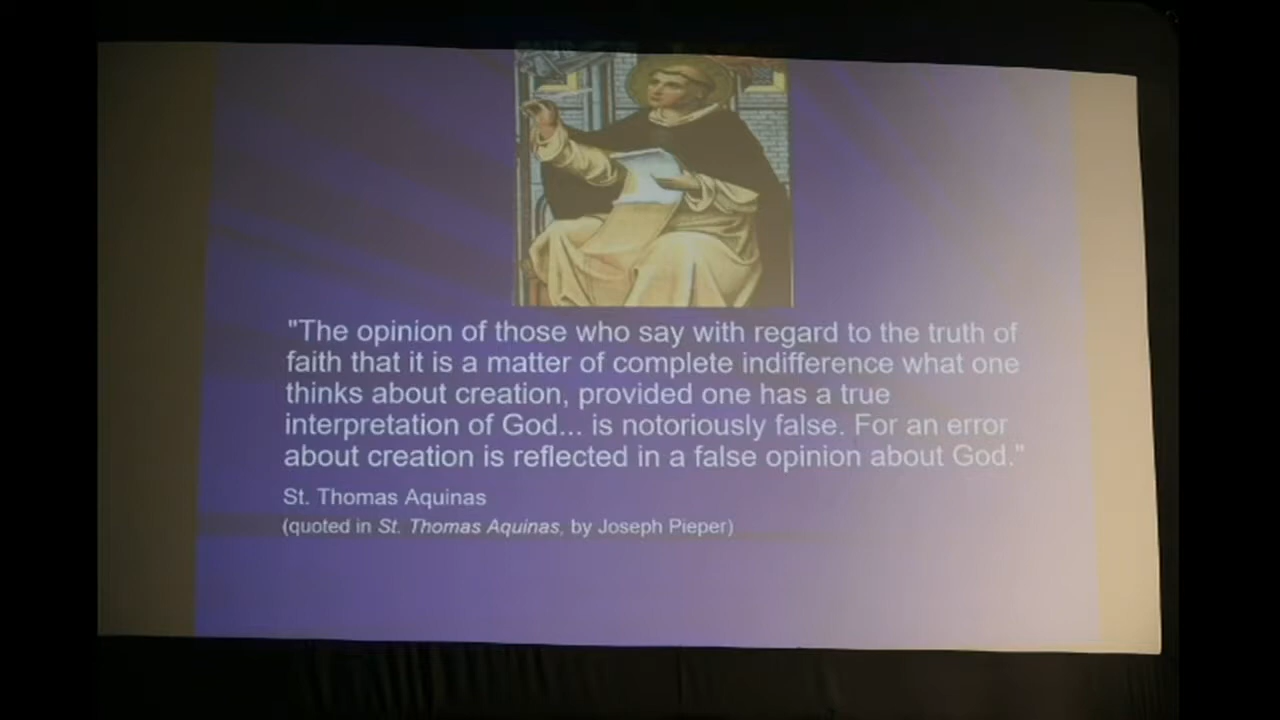 "The opinion of those who say with regard to the truth of
faith that it is a matter of complete indifference what one
thinks about creation, provided one has a true
interpretation of God... is notoriously false. For an error
about creation is reflected in a false opinion about God."
St. Thomas Aquinas
(quoted in St. Thomas Aquinas, by Joseph Pieper)